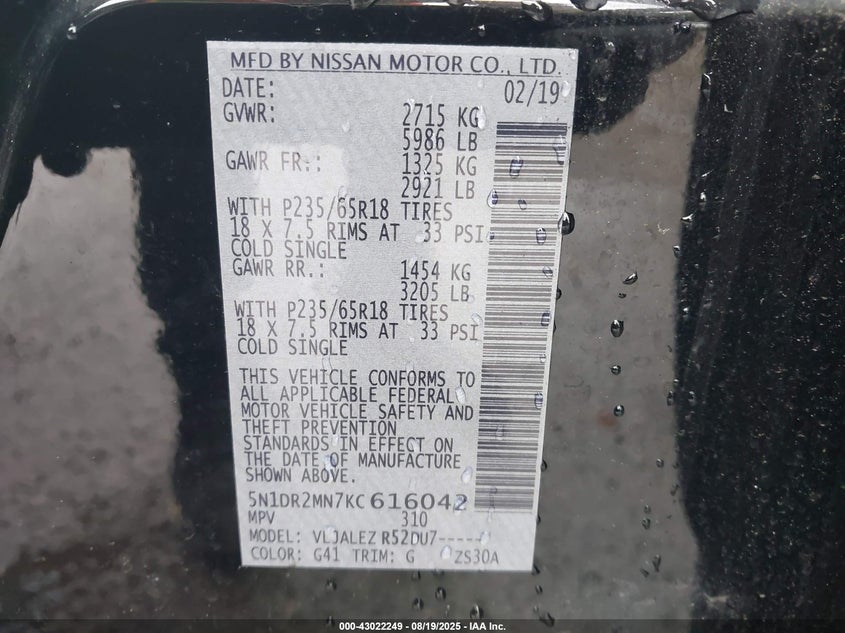 MFD BY NISSAN MOTOR CO., LTD.
DATE: 02/19
GVWR: 2715 KG
5986 LB
GAWR FR.: 1325 KG
2921 LB
WITH P235/65R18 TIRES
18 X 7.5 RIMS AT 33 PSI
COLD SINGLE
GAWR RR.: 1454 KG
3205 LB
WITH P235/65R18 TIRES
18 X 7.5 RIMS AT 33 PSI
COLD SINGLE
THIS VEHICLE CONFORMS TO
ALL APPLICABLE FEDERAL
MOTOR VEHICLE SAFETY AND
THEFT PREVENTION
STANDARDS IN EFFECT ON
THE DATE OF MANUFACTURE
SHOWN ABOVE.
5N1DR2MN7KC616042
MPV 310
MODEL: VLJALEZ R52DU7-----
COLOR: G41 TRIM: G ZS30A
000-43022249 - 08/19/2025 - IAA Inc.